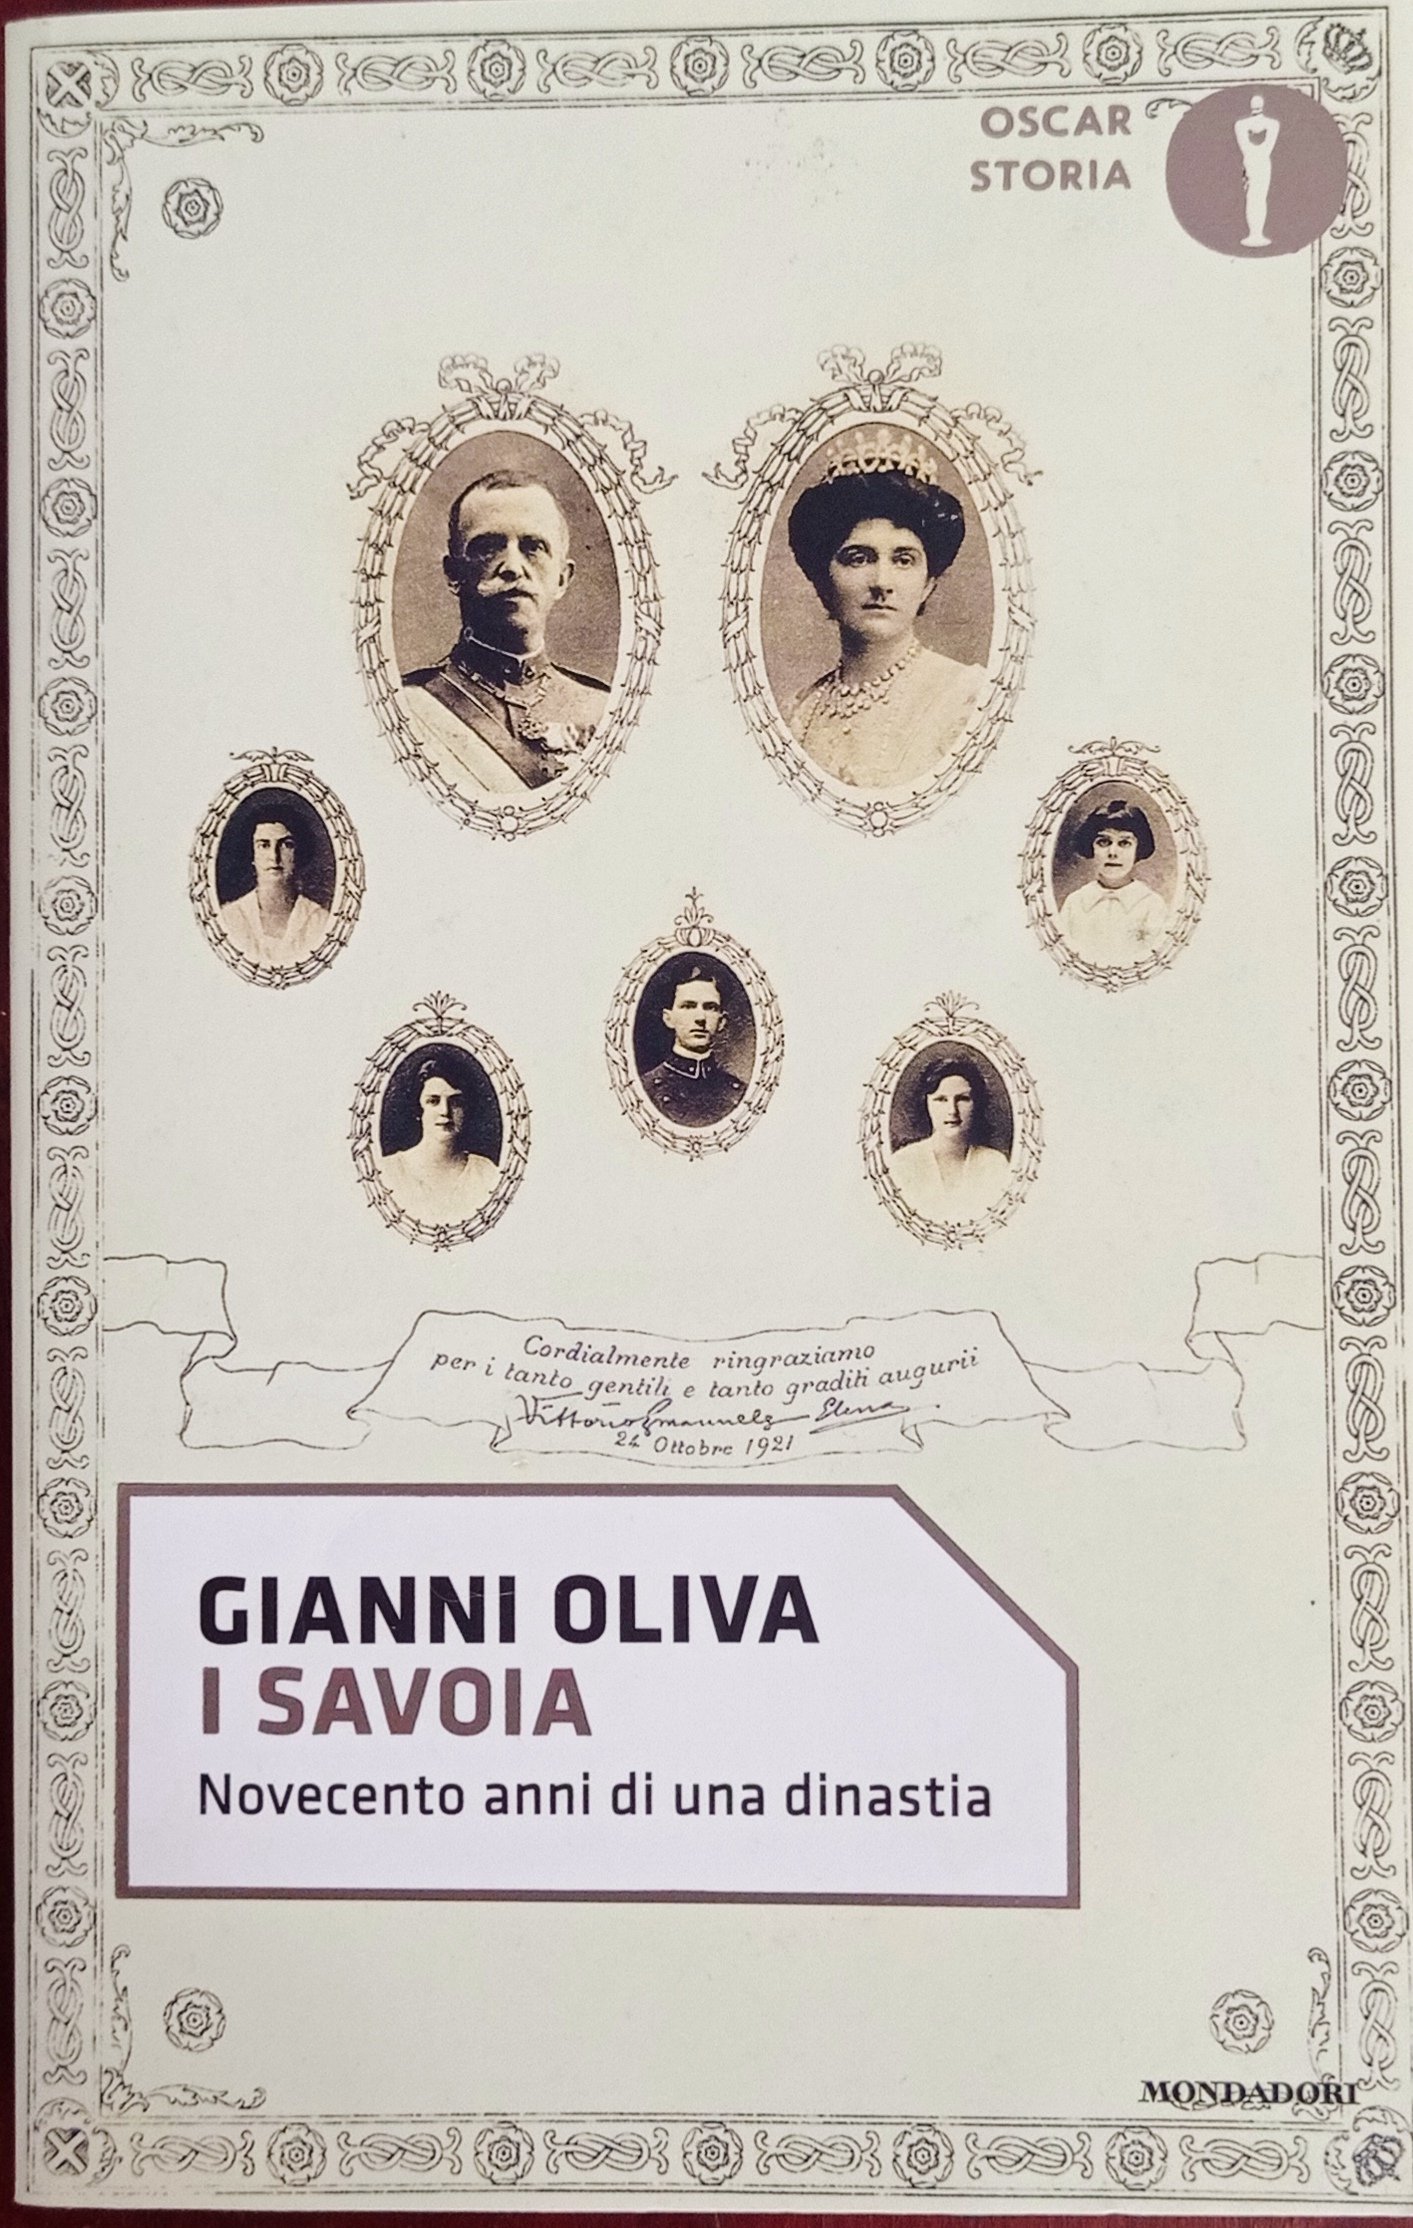 OSCAR
STORIA
Cordialmente ringraziamo
per i tanto gentili e tanto graditi augurii
Vittorio Emanuele Elena.
24 Ottobre 1921
GIANNI OLIVA
I SAVOIA
Novecento anni di una dinastia
MONDADORI